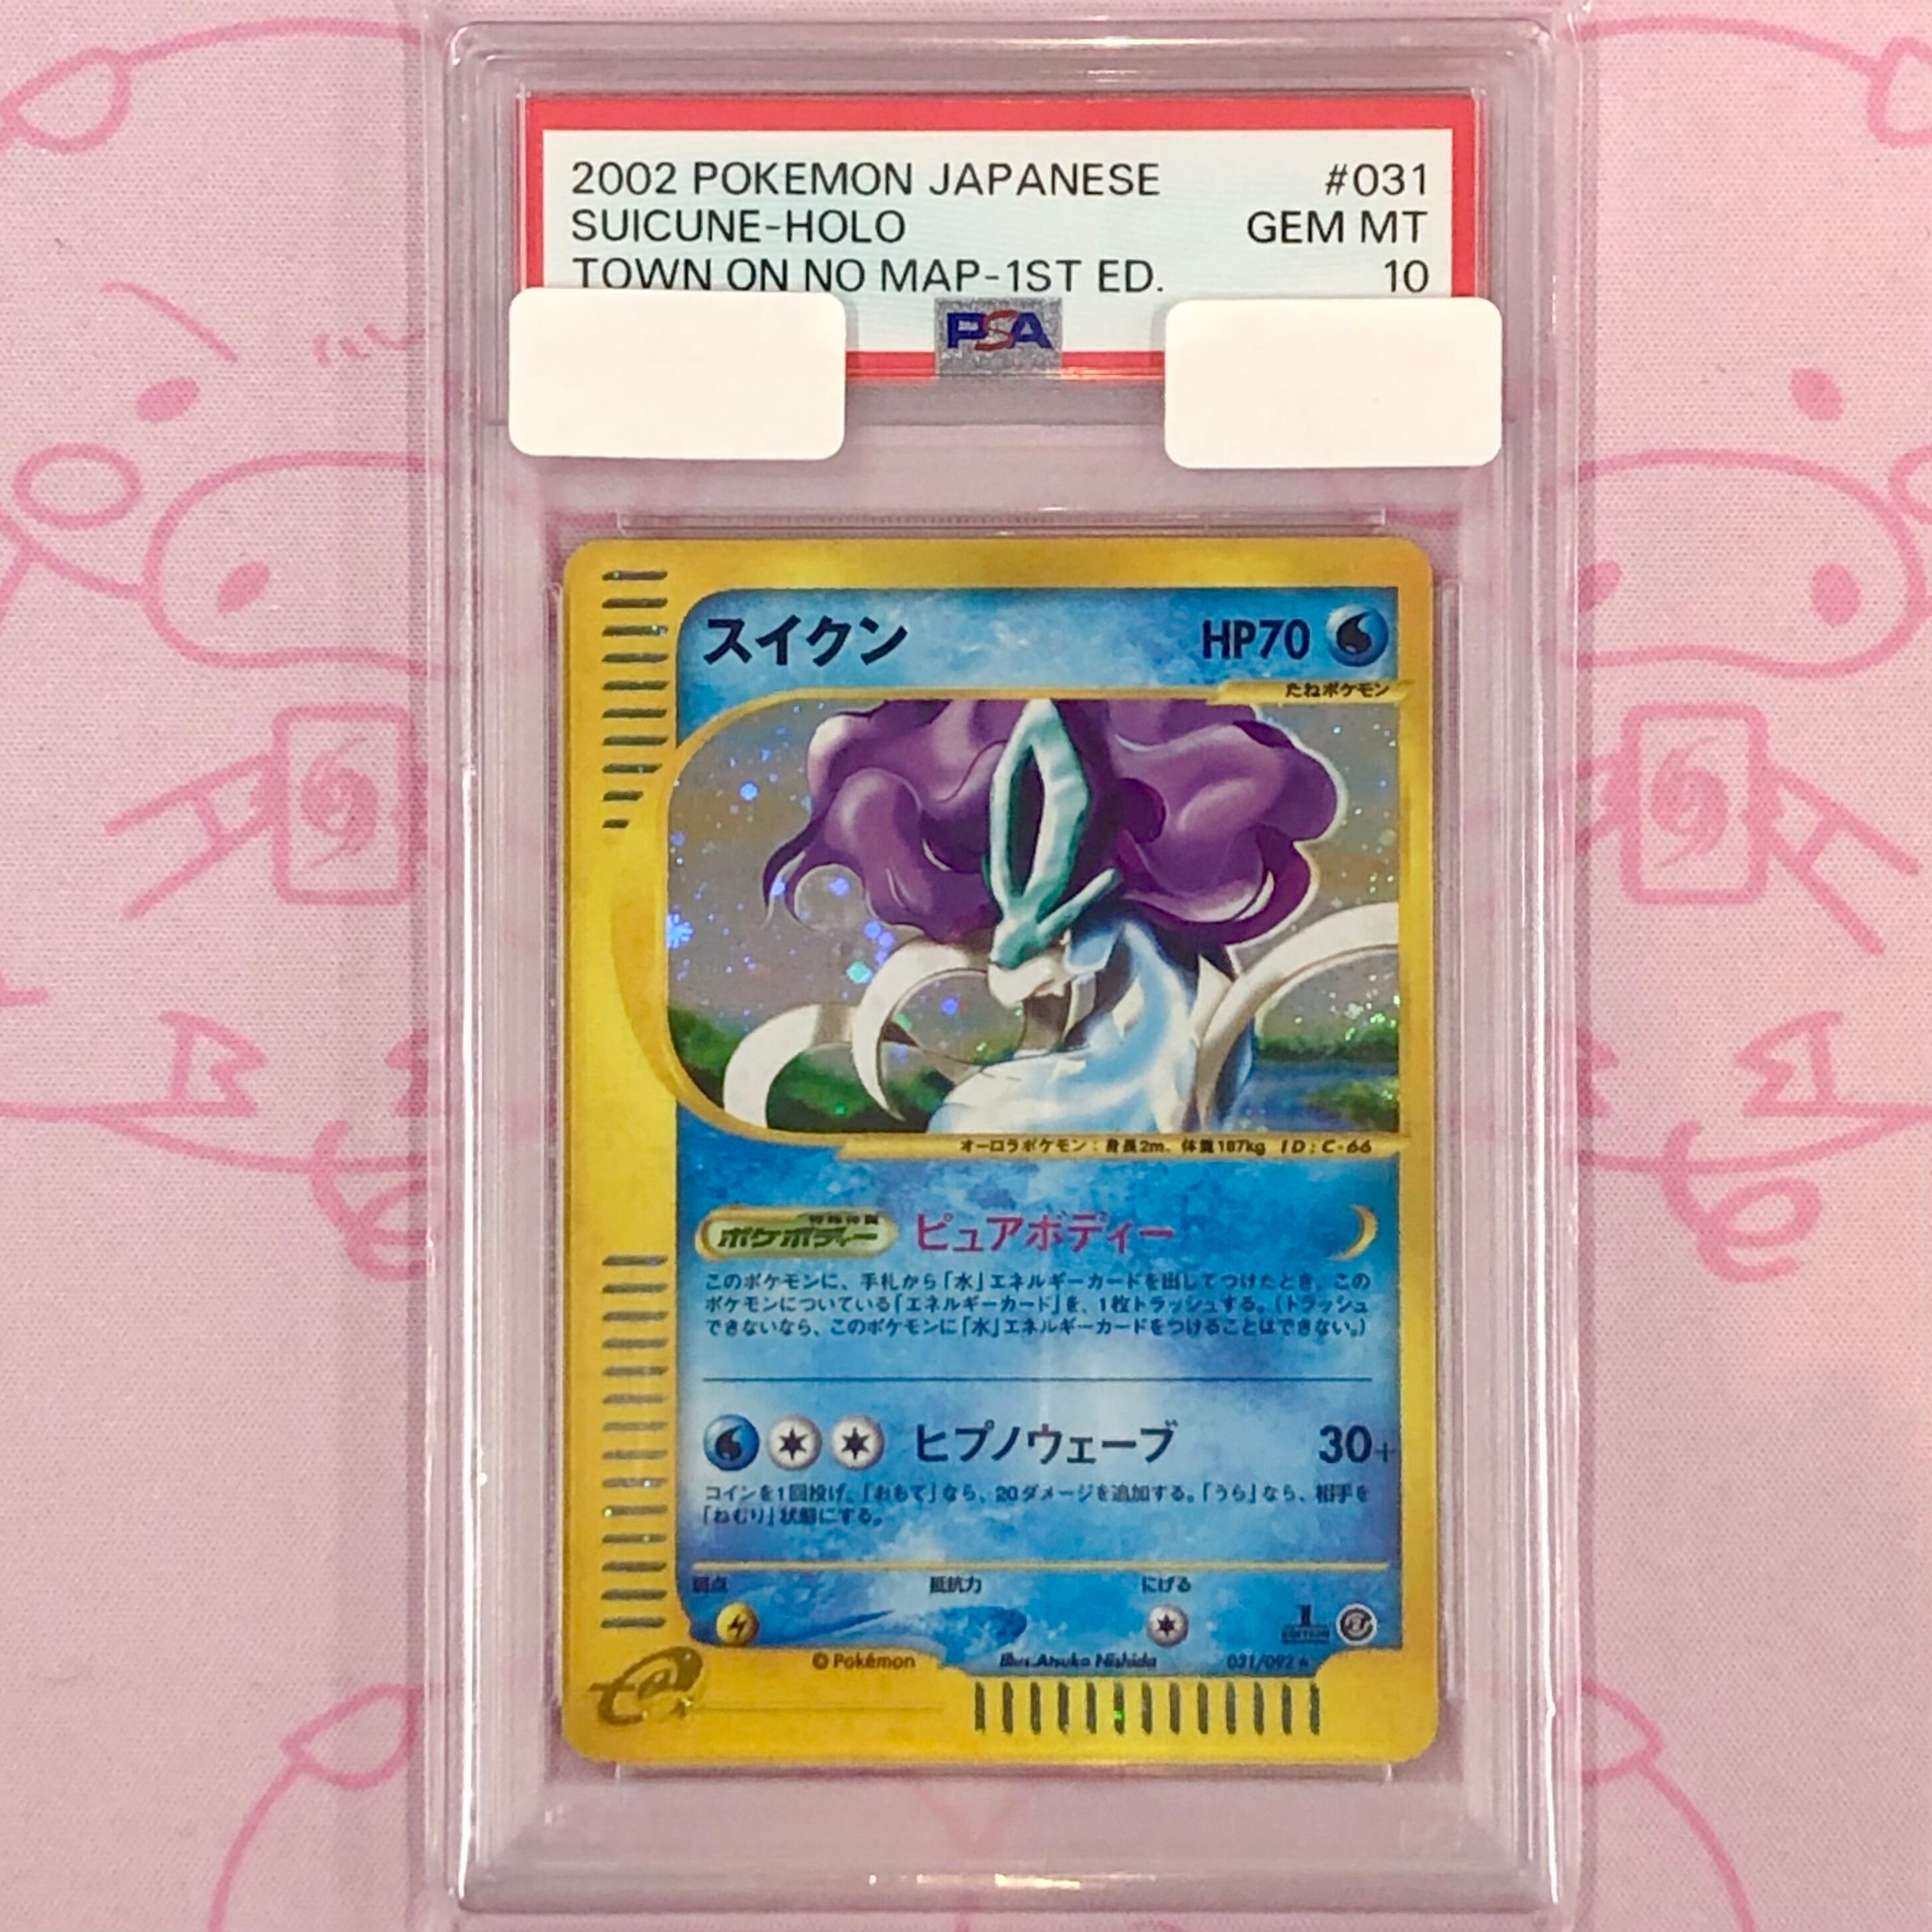 2002 POKEMON JAPANESE #031
SUICUNE-HOLO GEM MT
TOWN ON NO MAP-1ST ED. 10
PSA
スイクン HP70
たねポケモン
オーロラポケモン:身長2m、体重187kg ID:C-66
ポケボディー ピュアボディー
このポケモンに、手札から「水」エネルギーカードを出してつけたとき、この
ポケモンについている「エネルギーカード」を、1枚トラッシュする。(トラッシュ
できないなら、このポケモンに「水」エネルギーカードをつけることはできない。)
ヒプノウェーブ 30+
コインを1回投げ、「おもて」なら、20ダメージを追加する。「うら」なら、相手を
「ねむり」状態にする。
弱点 抵抗力 にげる
1 EDITION
©Pokémon Illus. Atsuko Nishida 031/092★
e